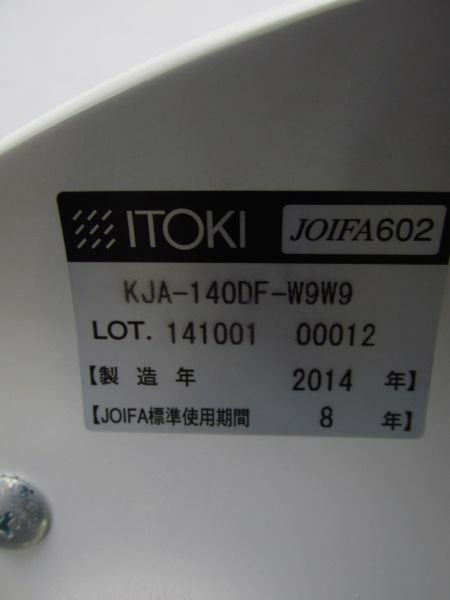 ITOKI JOIFA602
KJA-140DF-W9W9
LOT. 141001 00012
【製造年 2014 年】
【JOIFA標準使用期間 8 年】